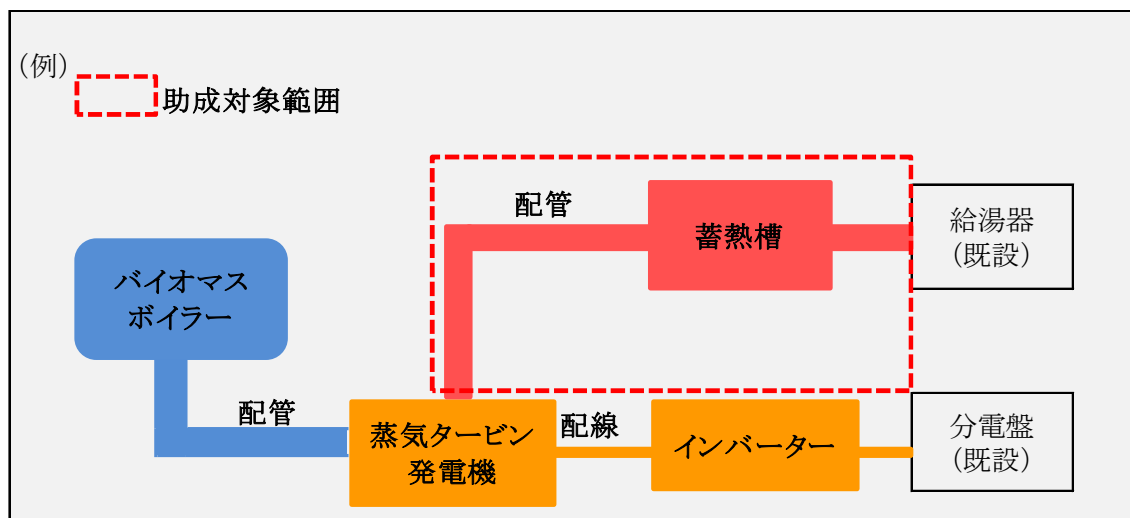 (例)
助成対象範囲
配管
蓄熱槽
給湯器
(既設)
バイオマス
ボイラー
配管
蒸気タービン
発電機
配線
インバーター
分電盤
(既設)